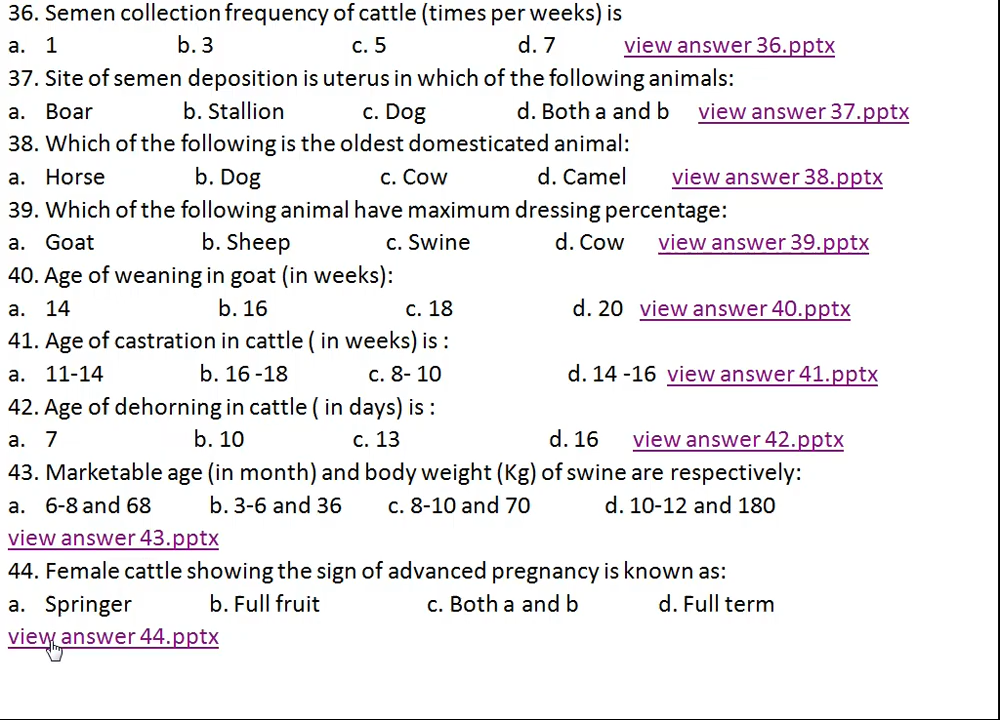 36. Semen collection frequency of cattle (times per weeks) is
a. 1 b. 3 c. 5 d. 7 view answer 36.pptx
37. Site of semen deposition is uterus in which of the following animals:
a. Boar b. Stallion c. Dog d. Both a and b view answer 37.pptx
38. Which of the following is the oldest domesticated animal:
a. Horse b. Dog c. Cow d. Camel view answer 38.pptx
39. Which of the following animal have maximum dressing percentage:
a. Goat b. Sheep c. Swine d. Cow view answer 39.pptx
40. Age of weaning in goat (in weeks):
a. 14 b. 16 c. 18 d. 20 view answer 40.pptx
41. Age of castration in cattle ( in weeks) is :
a. 11-14 b. 16 -18 c. 8- 10 d. 14 -16 view answer 41.pptx
42. Age of dehorning in cattle ( in days) is :
a. 7 b. 10 c. 13 d. 16 view answer 42.pptx
43. Marketable age (in month) and body weight (Kg) of swine are respectively:
a. 6-8 and 68 b. 3-6 and 36 c. 8-10 and 70 d. 10-12 and 180
view answer 43.pptx
44. Female cattle showing the sign of advanced pregnancy is known as:
a. Springer b. Full fruit c. Both a and b d. Full term
view answer 44.pptx